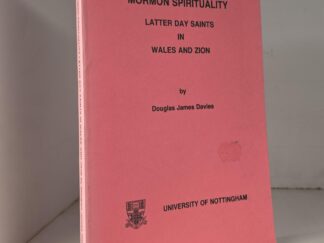 MORMON SPIRITUALITY
LATTER DAY SAINTS
IN
WALES AND ZION
by
Douglas James Davies
UNIVERSITY OF NOTTINGHAM